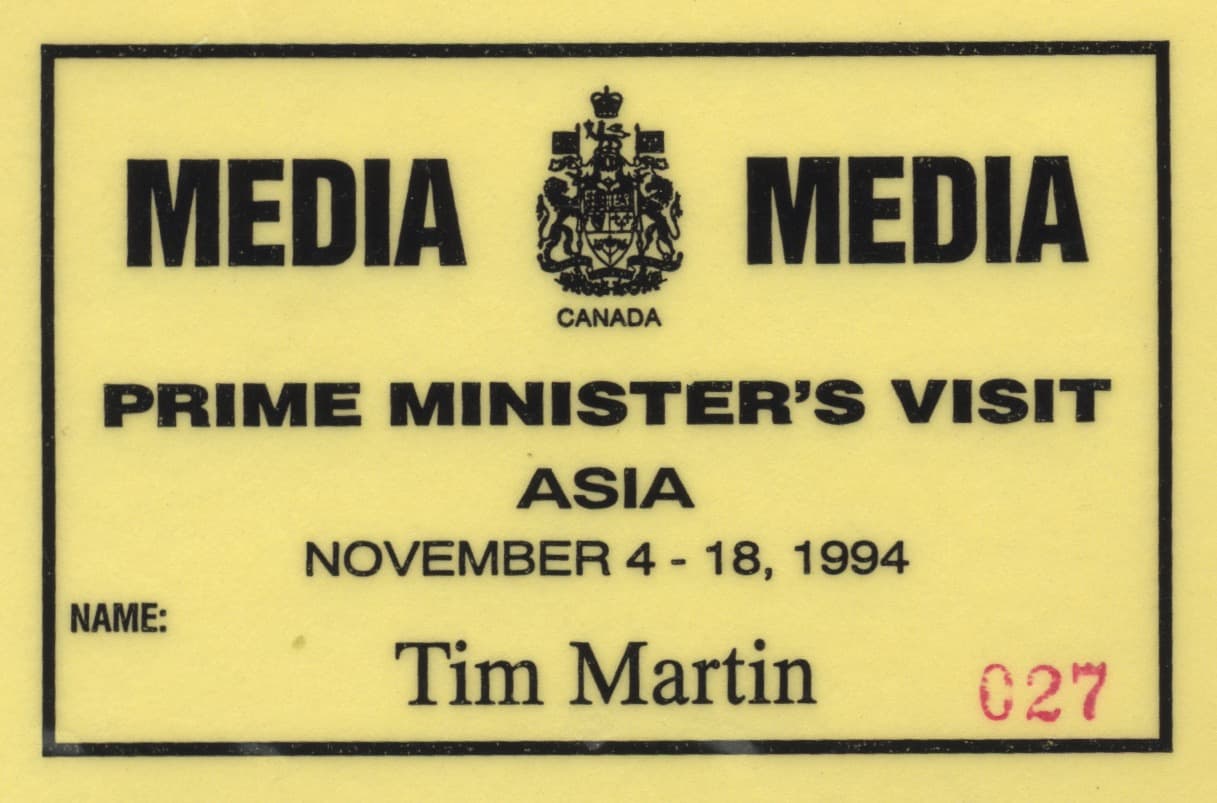 MEDIA MEDIA
CANADA
PRIME MINISTER'S VISIT
ASIA
NOVEMBER 4 - 18, 1994
NAME:
Tim Martin
027